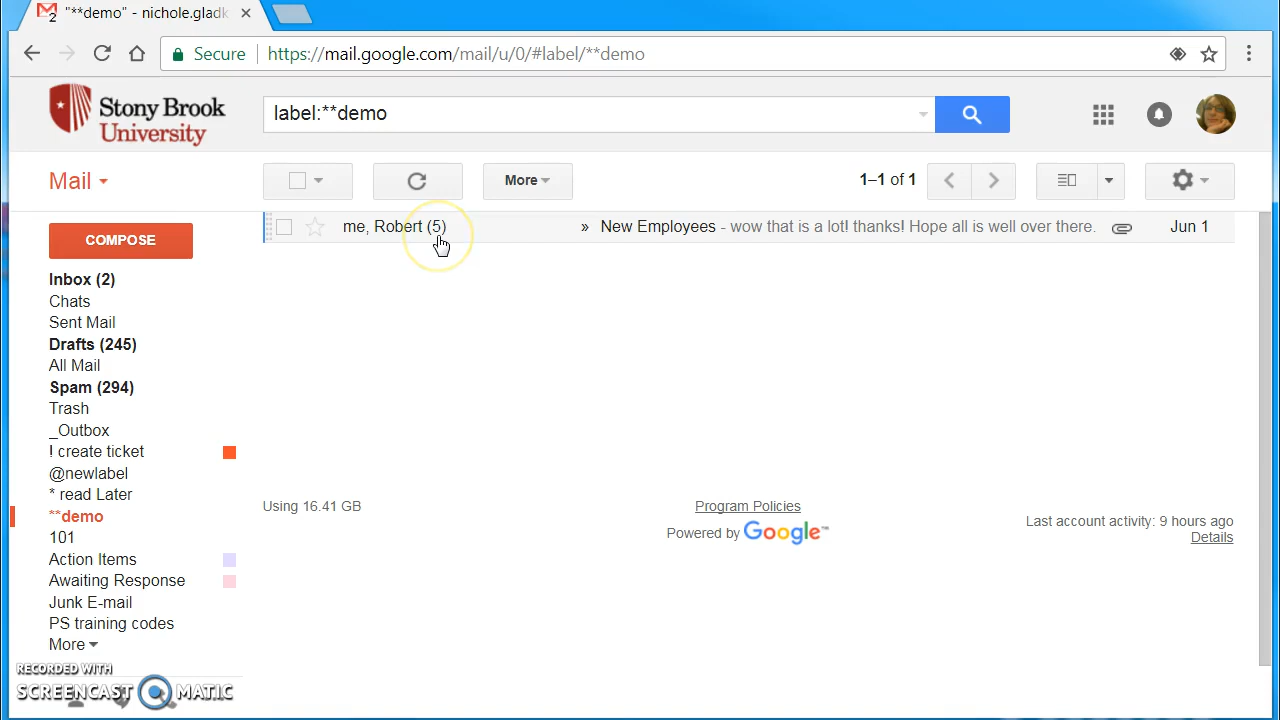 "**demo" - nichole.gladk
Secure
https://mail.google.com/mail/u/0/#label/**demo
Stony Brook
University
label:**demo
Mail
More
1–1 of 1
COMPOSE
me, Robert (5)
» New Employees - wow that is a lot! thanks! Hope all is well over there.
Jun 1
Inbox (2)
Chats
Sent Mail
Drafts (245)
All Mail
Spam (294)
Trash
_Outbox
! create ticket
@newlabel
* read Later
**demo
101
Action Items
Awaiting Response
Junk E-mail
PS training codes
More
Using 16.41 GB
Program Policies
Powered by Google™
Last account activity: 9 hours ago
Details
RECORDED WITH
SCREENCAST MATIC